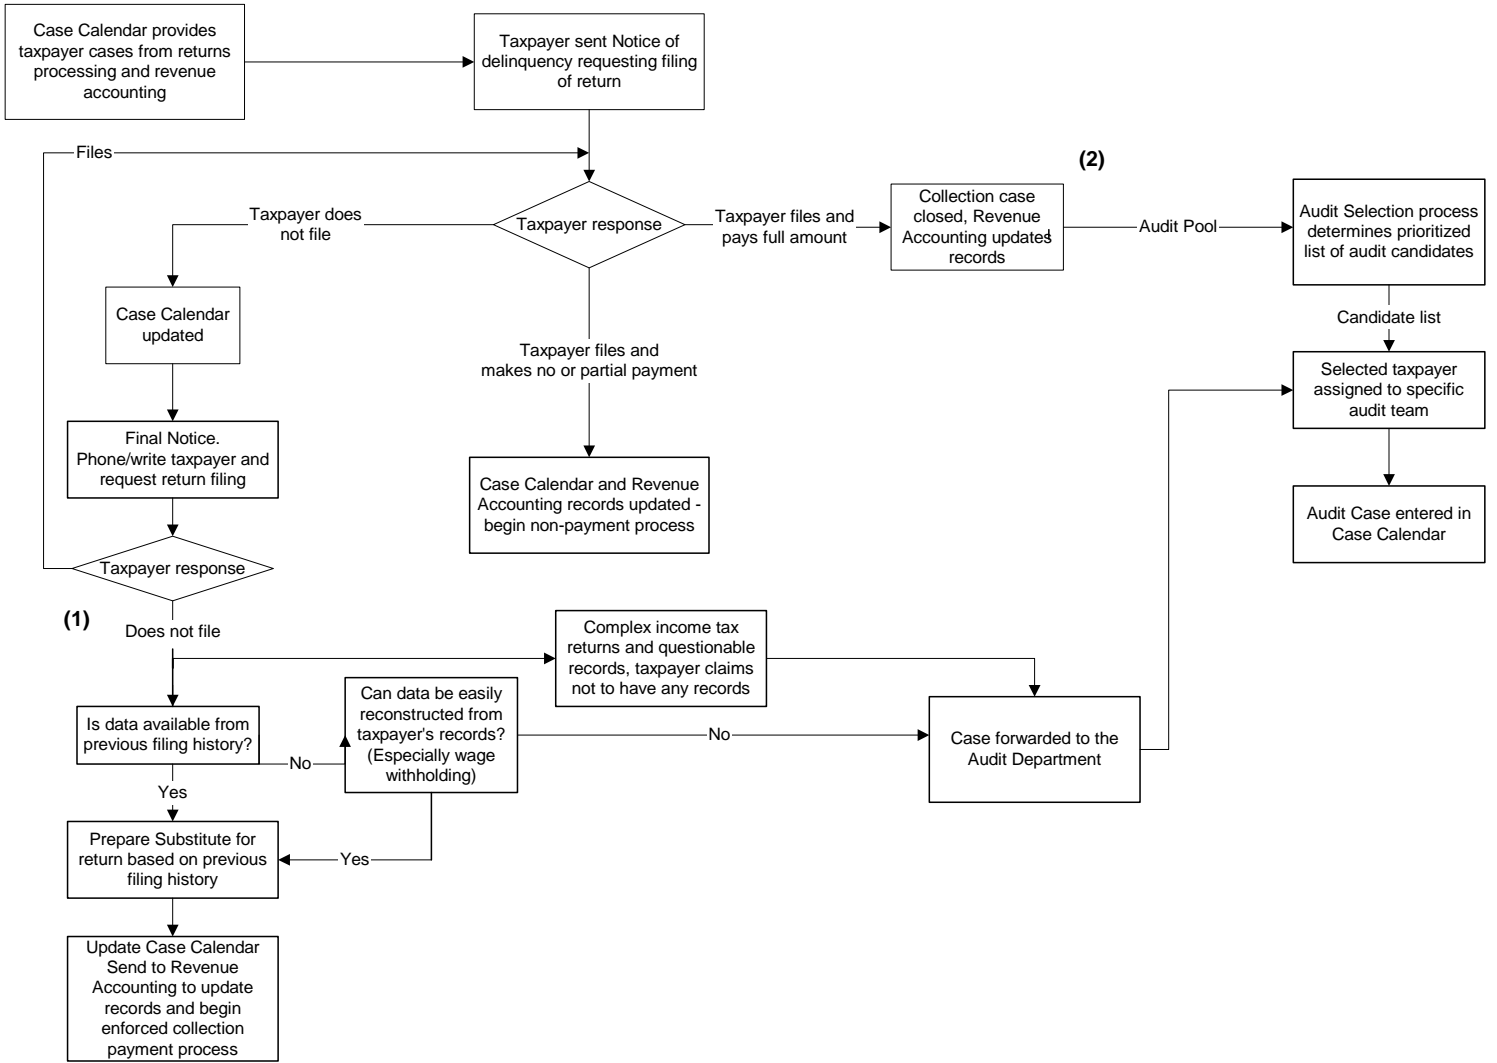 Case Calendar provides
taxpayer cases from returns
processing and revenue
accounting
Taxpayer sent Notice of
delinquency requesting filing
of return
Files
(2)
Taxpayer does
not file
Taxpayer response
Taxpayer files and
pays full amount
Collection case
closed, Revenue
Accounting updates
records
Audit Pool
Audit Selection process
determines prioritized
list of audit candidates
Case Calendar
updated
Candidate list
Taxpayer files and
makes no or partial payment
Selected taxpayer
assigned to specific
audit team
Final Notice.
Phone/write taxpayer and
request return filing
Case Calendar and Revenue
Accounting records updated -
begin non-payment process
Audit Case entered in
Case Calendar
Taxpayer response
(1)
Does not file
Complex income tax
returns and questionable
records, taxpayer claims
not to have any records
Is data available from
previous filing history?
No
Can data be easily
reconstructed from
taxpayer's records?
(Especially wage
withholding)
No
Case forwarded to the
Audit Department
Yes
Prepare Substitute for
return based on previous
filing history
Yes
Update Case Calendar
Send to Revenue
Accounting to update
records and begin
enforced collection
payment process